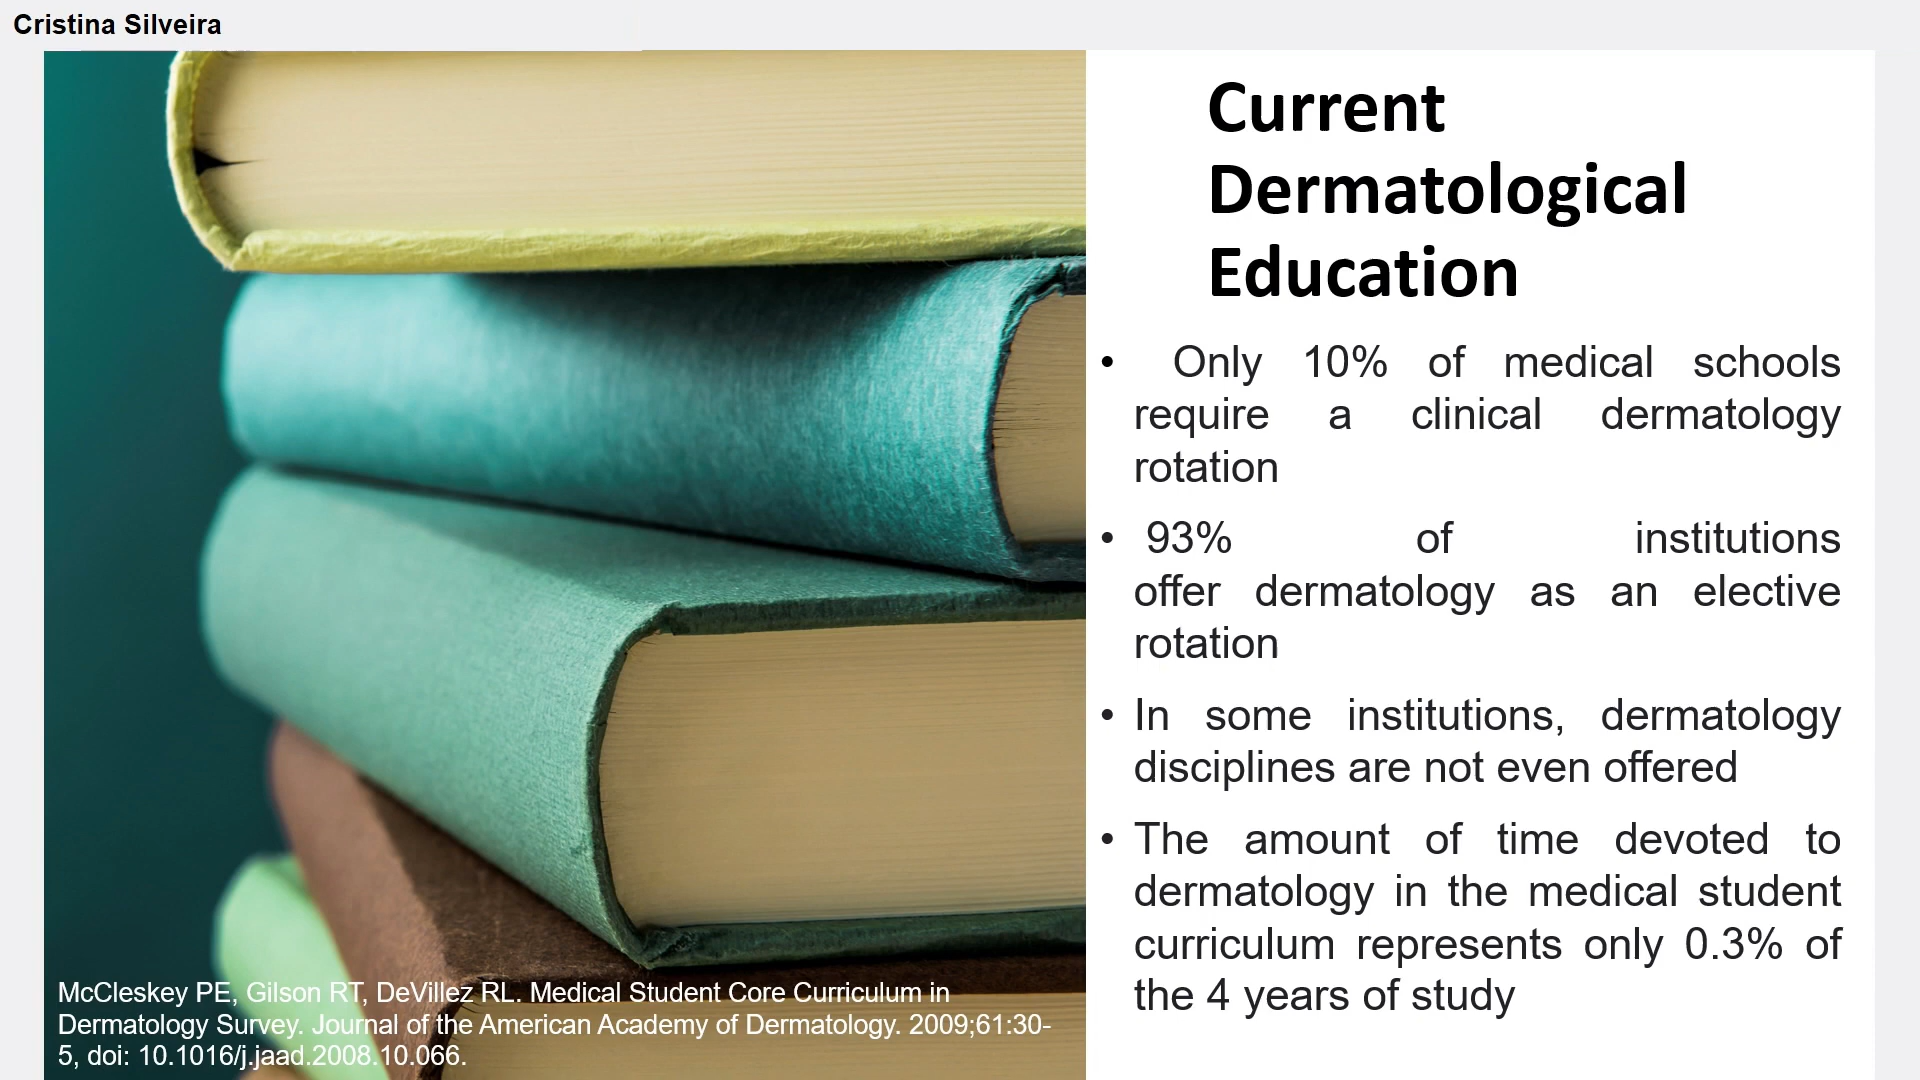 Cristina Silveira
Current
Dermatological
Education
• Only 10% of medical schools
require a clinical dermatology
rotation
• 93% of institutions
offer dermatology as an elective
rotation
• In some institutions, dermatology
disciplines are not even offered
• The amount of time devoted to
dermatology in the medical student
curriculum represents only 0.3% of
the 4 years of study
McCleskey PE, Gilson RT, DeVillez RL. Medical Student Core Curriculum in
Dermatology Survey. Journal of the American Academy of Dermatology. 2009;61:30-
5, doi: 10.1016/j.jaad.2008.10.066.